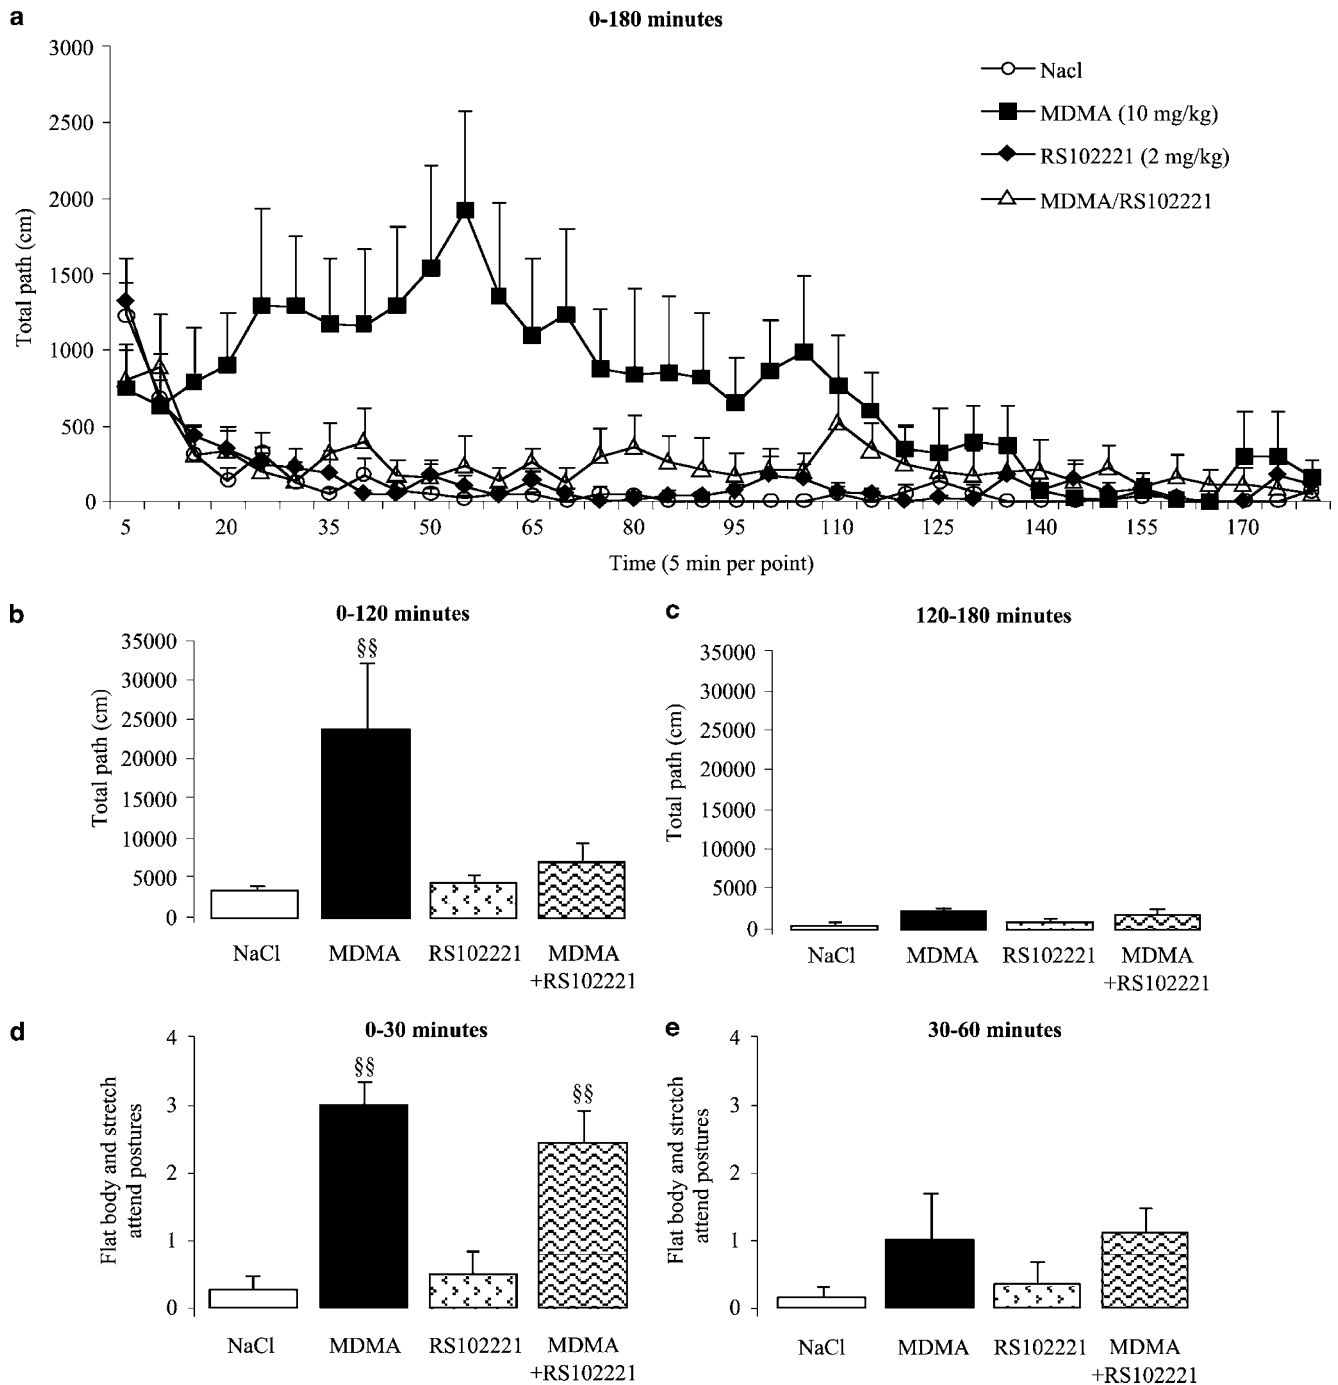 a
0-180 minutes
3000
2500
2000
1500
1000
500
0
Total path (cm)
Nacl
MDMA (10 mg/kg)
RS102221 (2 mg/kg)
MDMA/RS102221
5 20 35 50 65 80 95 110 125 140 155 170
Time (5 min per point)
b
0-120 minutes
35000
30000
25000
20000
15000
10000
5000
0
Total path (cm)
§§
NaCl MDMA RS102221 MDMA
+RS102221
c
120-180 minutes
35000
30000
25000
20000
15000
10000
5000
0
Total path (cm)
NaCl MDMA RS102221 MDMA
+RS102221
d
0-30 minutes
4
3
2
1
0
Flat body and stretch
attend postures
§§
§§
NaCl MDMA RS102221 MDMA
+RS102221
e
30-60 minutes
4
3
2
1
0
Flat body and stretch
attend postures
NaCl MDMA RS102221 MDMA
+RS102221